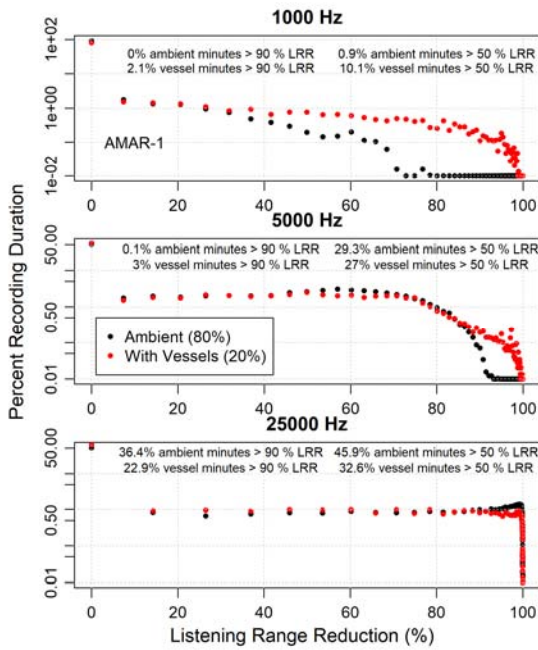 1000 Hz
1e+02
0% ambient minutes > 90 % LRR 0.9% ambient minutes > 50 % LRR
2.1% vessel minutes > 90 % LRR 10.1% vessel minutes > 50 % LRR
1e+00
AMAR-1
1e-02
0 20 40 60 80 100
5000 Hz
50.00
0.1% ambient minutes > 90 % LRR 29.3% ambient minutes > 50 % LRR
3% vessel minutes > 90 % LRR 27% vessel minutes > 50 % LRR
0.50
Ambient (80%)
With Vessels (20%)
0.01
0 20 40 60 80 100
25000 Hz
50.00
36.4% ambient minutes > 90 % LRR 45.9% ambient minutes > 50 % LRR
22.9% vessel minutes > 90 % LRR 32.6% vessel minutes > 50 % LRR
0.50
0.01
0 20 40 60 80 100
Listening Range Reduction (%)
Percent Recording Duration